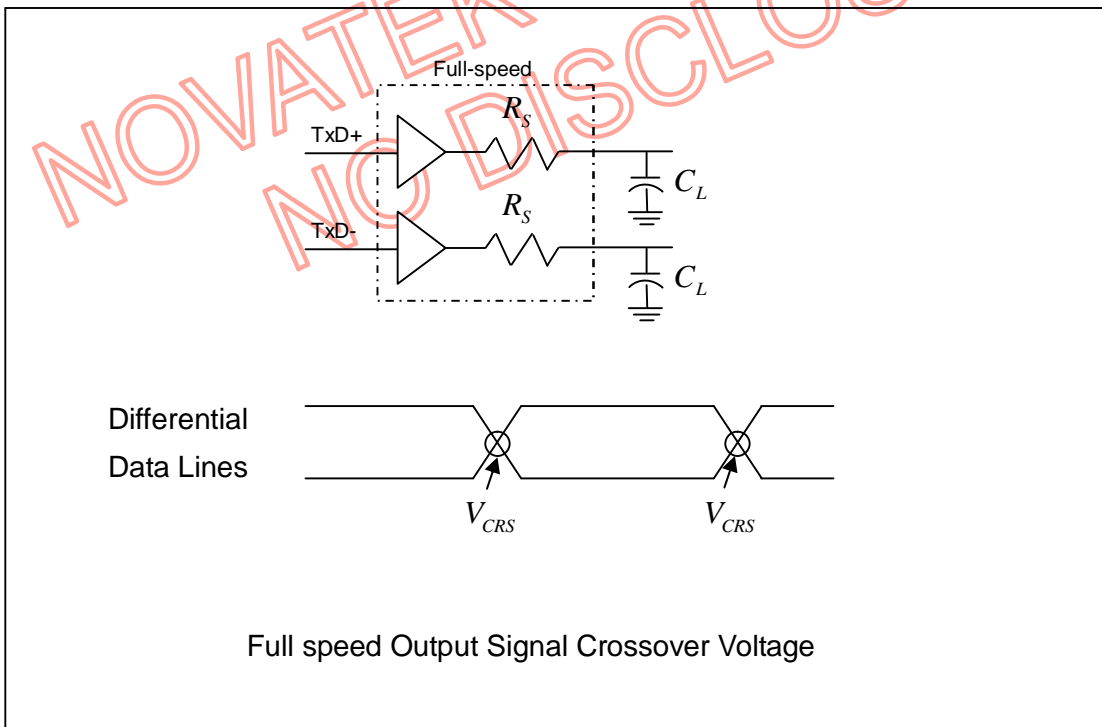 NOVATEK
NO DISCLO
Full-speed
R_S
TxD+
C_L
R_S
TxD-
C_L
Differential
Data Lines
V_CRS
V_CRS
Full speed Output Signal Crossover Voltage